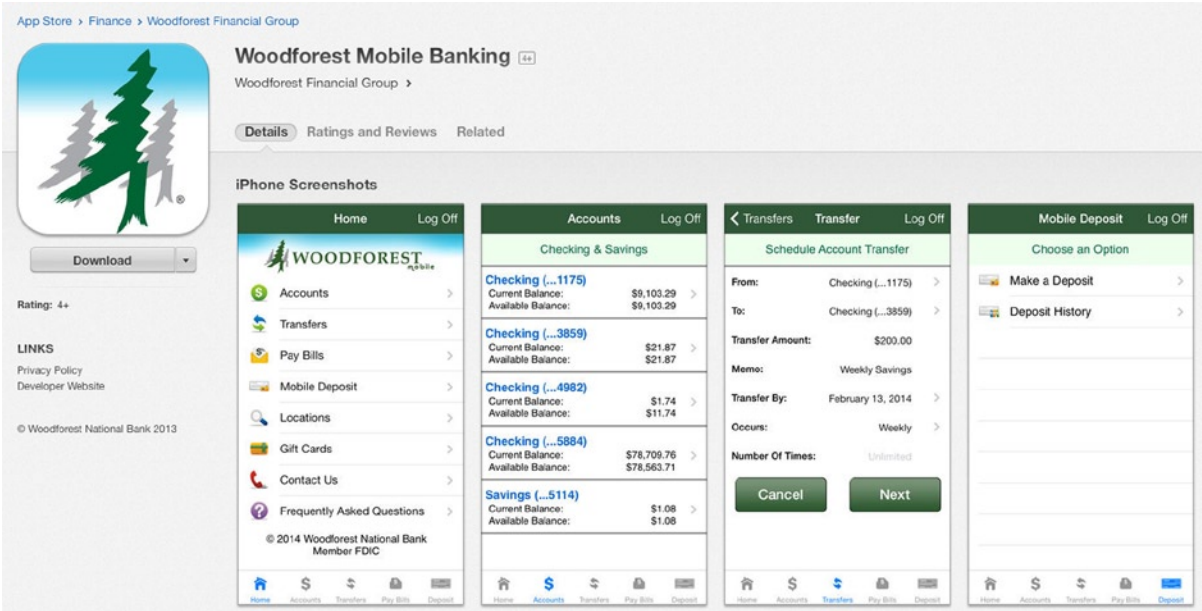 App Store › Finance › Woodforest Financial Group
Woodforest Mobile Banking 4+
Woodforest Financial Group ›
Details Ratings and Reviews Related
®
Download
Rating: 4+
LINKS
Privacy Policy
Developer Website
© Woodforest National Bank 2013
iPhone Screenshots
Home Log Off
WOODFOREST
mobile
Accounts
Transfers
Pay Bills
Mobile Deposit
Locations
Gift Cards
Contact Us
Frequently Asked Questions
© 2014 Woodforest National Bank
Member FDIC
Home Accounts Transfers Pay Bills Deposit
Accounts Log Off
Checking & Savings
Checking (...1175)
Current Balance: $9,103.29
Available Balance: $9,103.29
Checking (...3859)
Current Balance: $21.87
Available Balance: $21.87
Checking (...4982)
Current Balance: $1.74
Available Balance: $11.74
Checking (...5884)
Current Balance: $78,709.76
Available Balance: $78,563.71
Savings (...5114)
Current Balance: $1.08
Available Balance: $1.08
Home Accounts Transfers Pay Bills Deposit
Transfers Transfer Log Off
Schedule Account Transfer
From: Checking (...1175)
To: Checking (...3859)
Transfer Amount: $200.00
Memo: Weekly Savings
Transfer By: February 13, 2014
Occurs: Weekly
Number Of Times: Unlimited
Cancel Next
Home Accounts Transfers Pay Bills Deposit
Mobile Deposit Log Off
Choose an Option
Make a Deposit
Deposit History
Home Accounts Transfers Pay Bills Deposit